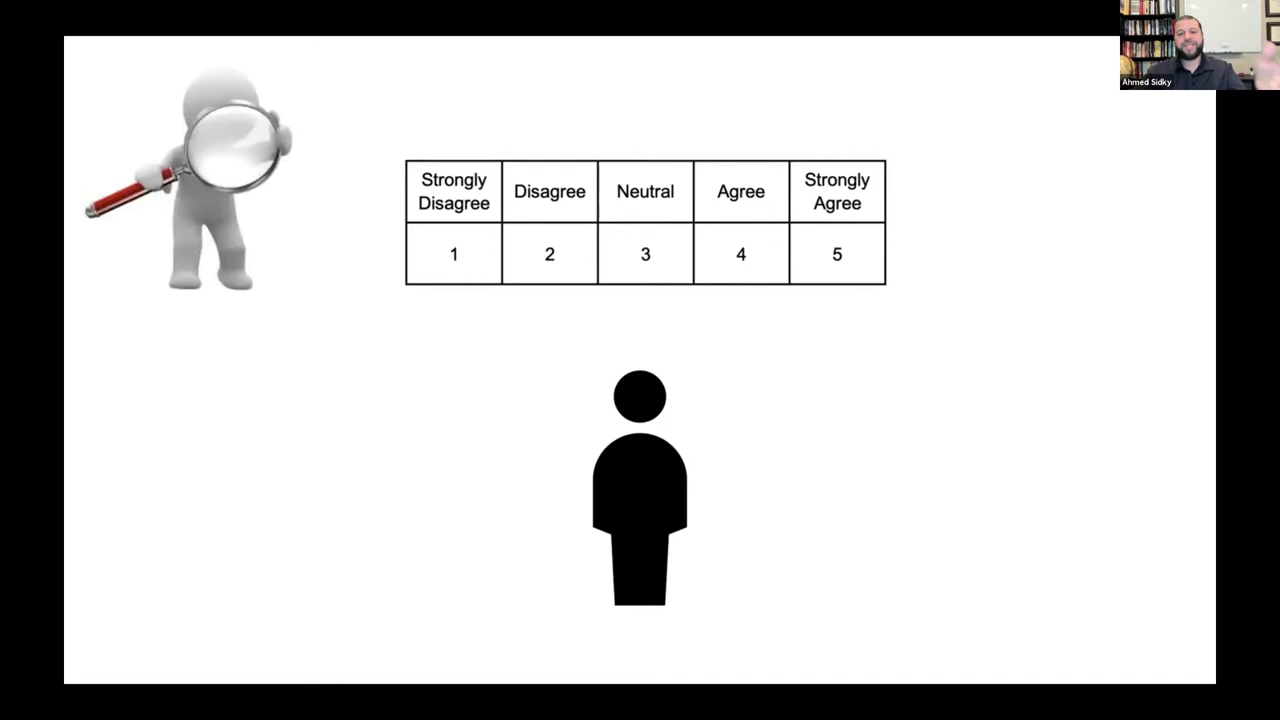 Ahmed Sidky
Strongly Disagree
Disagree
Neutral
Agree
Strongly Agree
1
2
3
4
5